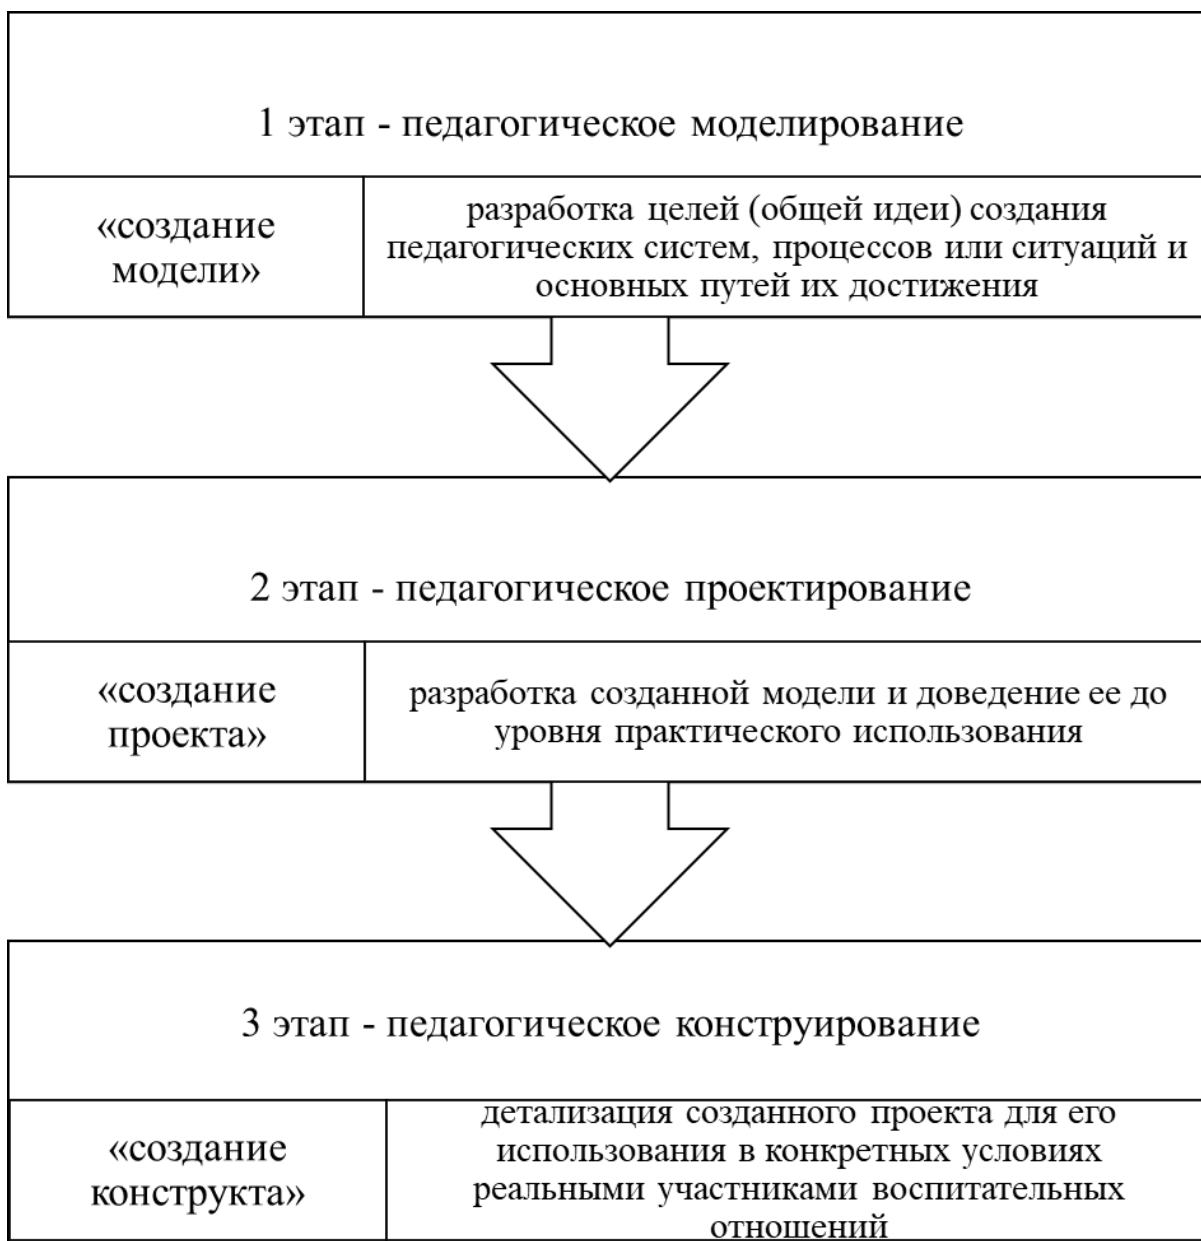 1 этап - педагогическое моделирование
«создание
модели»
разработка целей (общей идеи) создания
педагогических систем, процессов или ситуаций и
основных путей их достижения
2 этап - педагогическое проектирование
«создание
проекта»
разработка созданной модели и доведение ее до
уровня практического использования
3 этап - педагогическое конструирование
«создание
конструкта»
детализация созданного проекта для его
использования в конкретных условиях
реальными участниками воспитательных
отношений